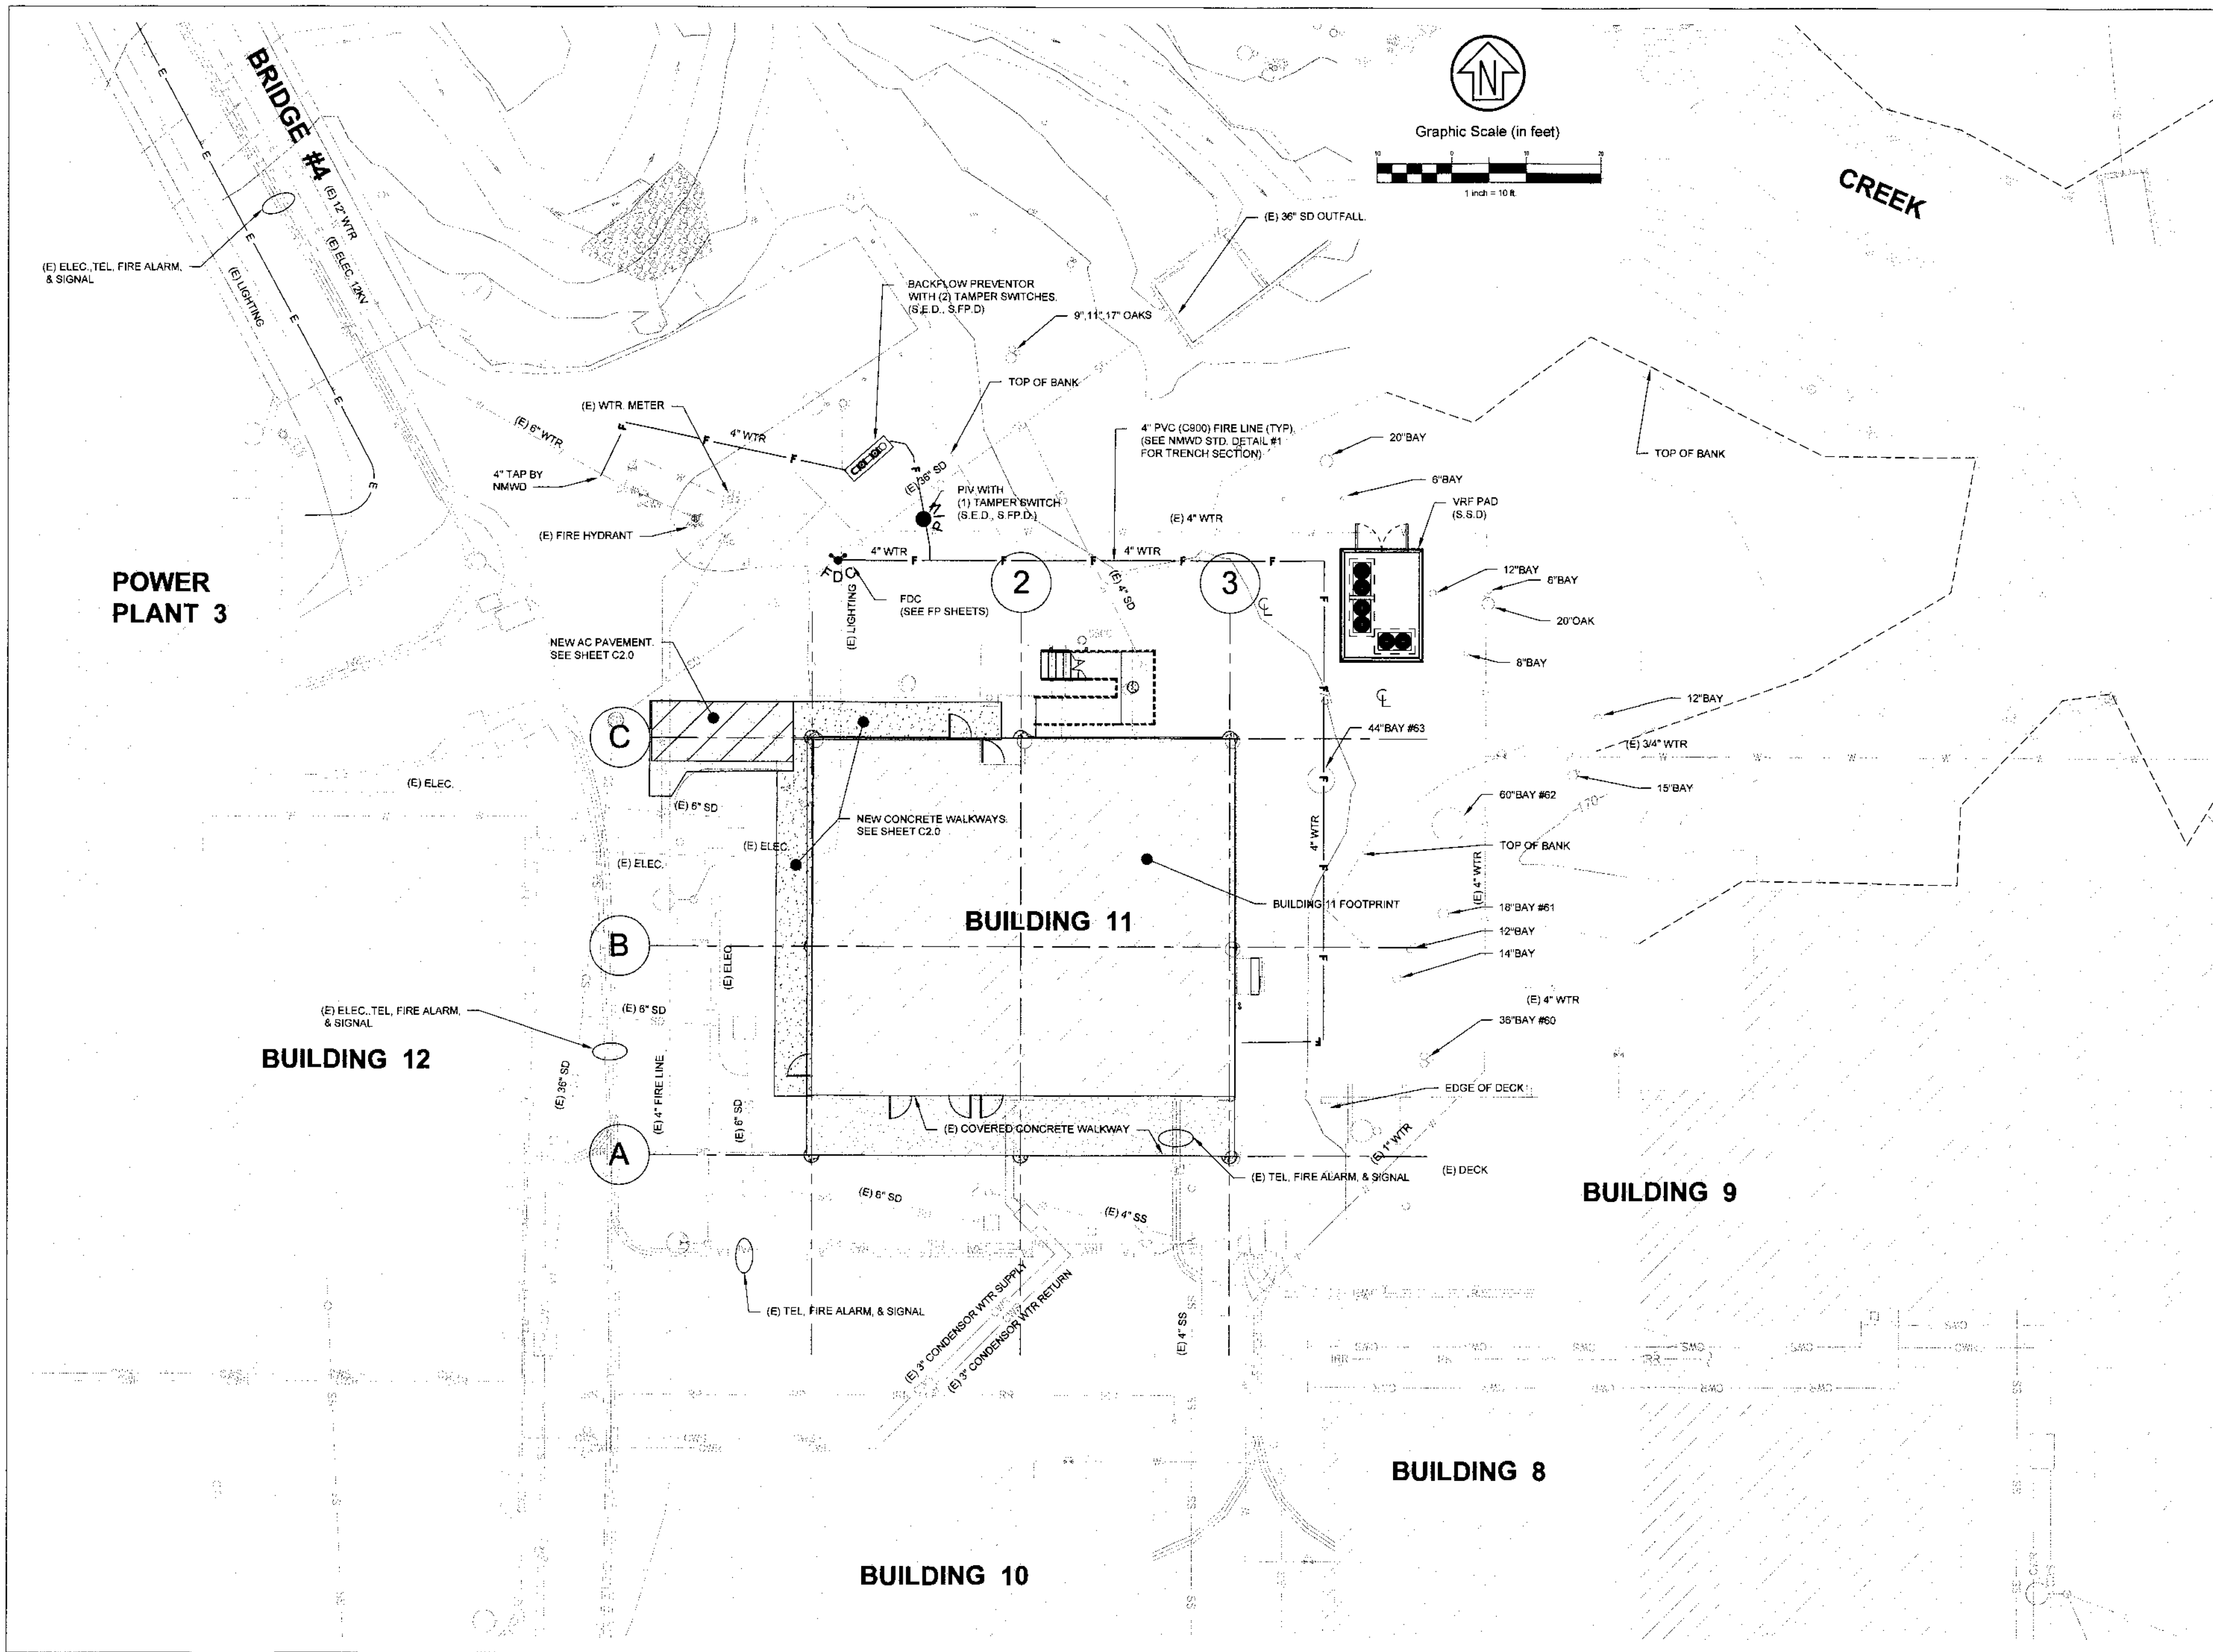 BRIDGE #4
(E) 12" WTR
(E) ELEC, 12KV
(E) LIGHTING
(E) ELEC.,TEL, FIRE ALARM,
& SIGNAL
N
Graphic Scale (in feet)
10 0 10 20
1 inch = 10 ft.
CREEK
(E) 36" SD OUTFALL
BACKFLOW PREVENTOR
WITH (2) TAMPER SWITCHES.
(S.E.D., S.FP.D)
9",11",17" OAKS
TOP OF BANK
(E) WTR. METER
(E) 6" WTR
4" WTR
4" TAP BY
NMWD
(E) FIRE HYDRANT
(E) 36" SD
PIV WITH
(1) TAMPER SWITCH
(S.E.D., S.FP.D.)
PIV
4" PVC (C900) FIRE LINE (TYP).
(SEE NMWD STD. DETAIL #1
FOR TRENCH SECTION)
20"BAY
TOP OF BANK
6"BAY
VRF PAD
(S.S.D)
(E) 4" WTR
4" WTR
4" WTR
FDC
FDC
(SEE FP SHEETS)
(E) LIGHTING
2
3
(E) 4" SD
12"BAY
8"BAY
20"OAK
8"BAY
POWER
PLANT 3
NEW AC PAVEMENT.
SEE SHEET C2.0
C
12"BAY
44"BAY #63
(E) 3/4" WTR
15"BAY
170
(E) ELEC.
(E) 6" SD
60"BAY #62
NEW CONCRETE WALKWAYS.
SEE SHEET C2.0
(E) ELEC.
(E) ELEC.
4" WTR
TOP OF BANK
(E) 4" WTR
BUILDING 11 FOOTPRINT
BUILDING 11
18"BAY #61
12"BAY
14"BAY
B
(E) ELEC
(E) 6" SD
(E) ELEC.,TEL, FIRE ALARM,
& SIGNAL
(E) 4" WTR
36"BAY #60
BUILDING 12
(E) 36" SD
(E) 4" FIRE LINE
(E) 6" SD
EDGE OF DECK
(E) COVERED CONCRETE WALKWAY
A
(E) 1" WTR
(E) DECK
(E) TEL, FIRE ALARM, & SIGNAL
BUILDING 9
(E) 6" SD
(E) 4" SS
(E) TEL, FIRE ALARM, & SIGNAL
(E) 3" CONDENSOR WTR SUPPLY
(E) 3" CONDENSOR WTR RETURN
(E) 4" SS
BUILDING 8
BUILDING 10